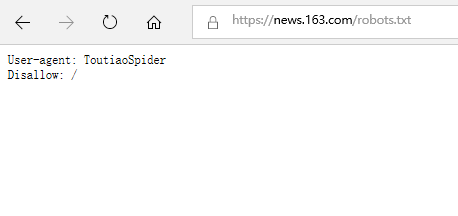 https://news.163.com/robots.txt
User-agent: ToutiaoSpider
Disallow: /